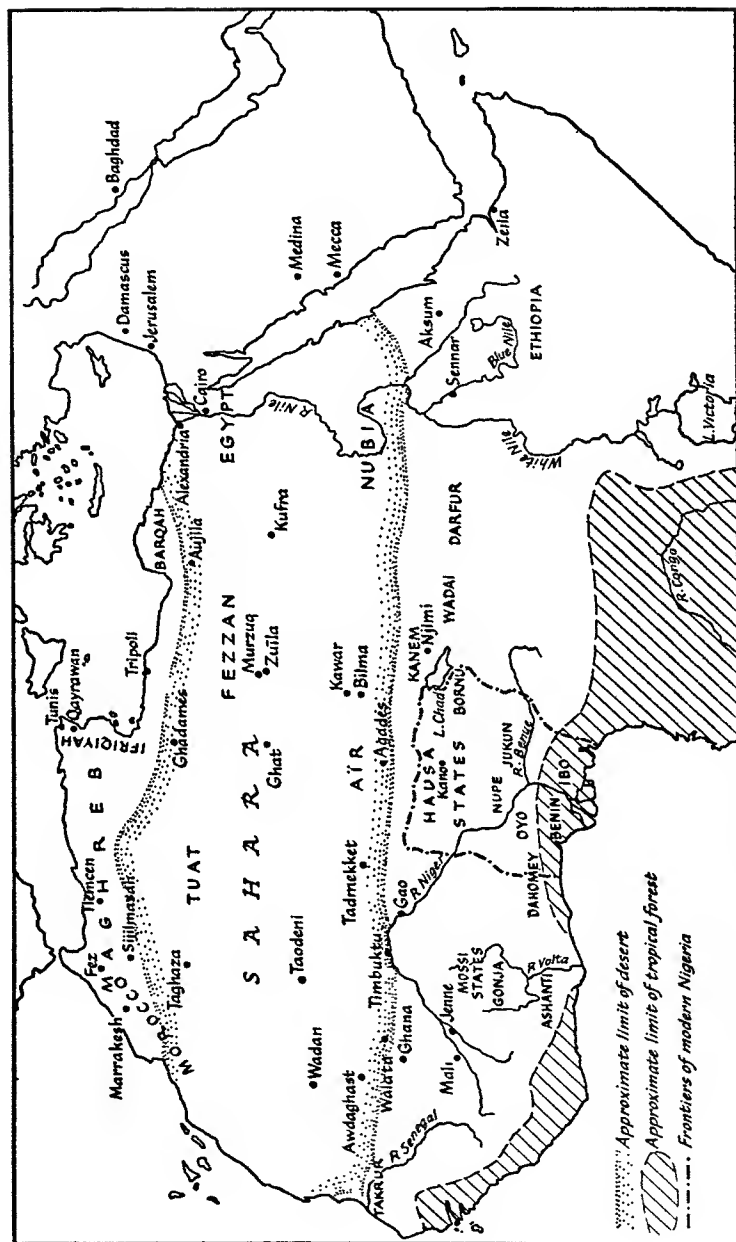 Baghdad
Damascus
Jerusalem
Medina
Mecca
Zeila
Aksum
Sennar
Blue Nile
ETHIOPIA
White Nile
L.Victoria
Cairo
Alexandria
EGYPT
R Nile
NUBIA
BARQAH
Aujila
Kufra
DARFUR
WADAI
R.Congo
Tunis
Qayrawan
IFRIQIYAH
Tripoli
Ghadames
FEZZAN
Murzuq
Zuïla
Kawar
Bilma
KANEM
Njimi
L.Chad
BORNU
Ghat
SAHARA
AÏR
Agades
HAUSA
Kano
STATES
NUPE
JUKUN
R.Benue
OYO
BENIN
IBO
DAHOMEY
Tlemcen
MAGHREB
Fez
Sijilmasah
Marrakesh
MOROCCO
TUAT
Taghaza
Taodeni
Tadmekket
Gao
R Niger
Timbuktu
Wadan
Awdaghast
Walata
Ghana
Jenne
Mali
MOSSI
STATES
GONJA
R Volta
ASHANTI
R Senegal
TAKRUR
Approximate limit of desert
Approximate limit of tropical forest
Frontiers of modern Nigeria